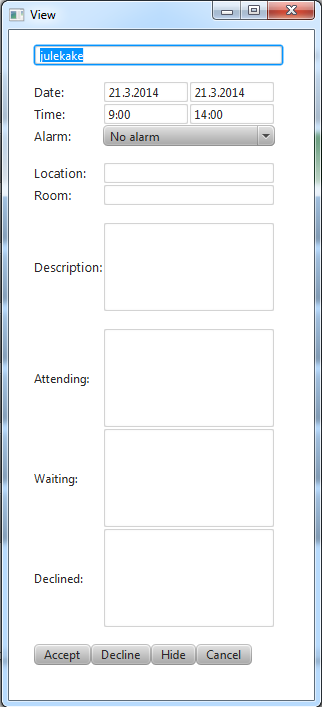 View
julekake
Date: 21.3.2014 21.3.2014
Time: 9:00 14:00
Alarm: No alarm
Location:
Room:
Description:
Attending:
Waiting:
Declined:
Accept Decline Hide Cancel